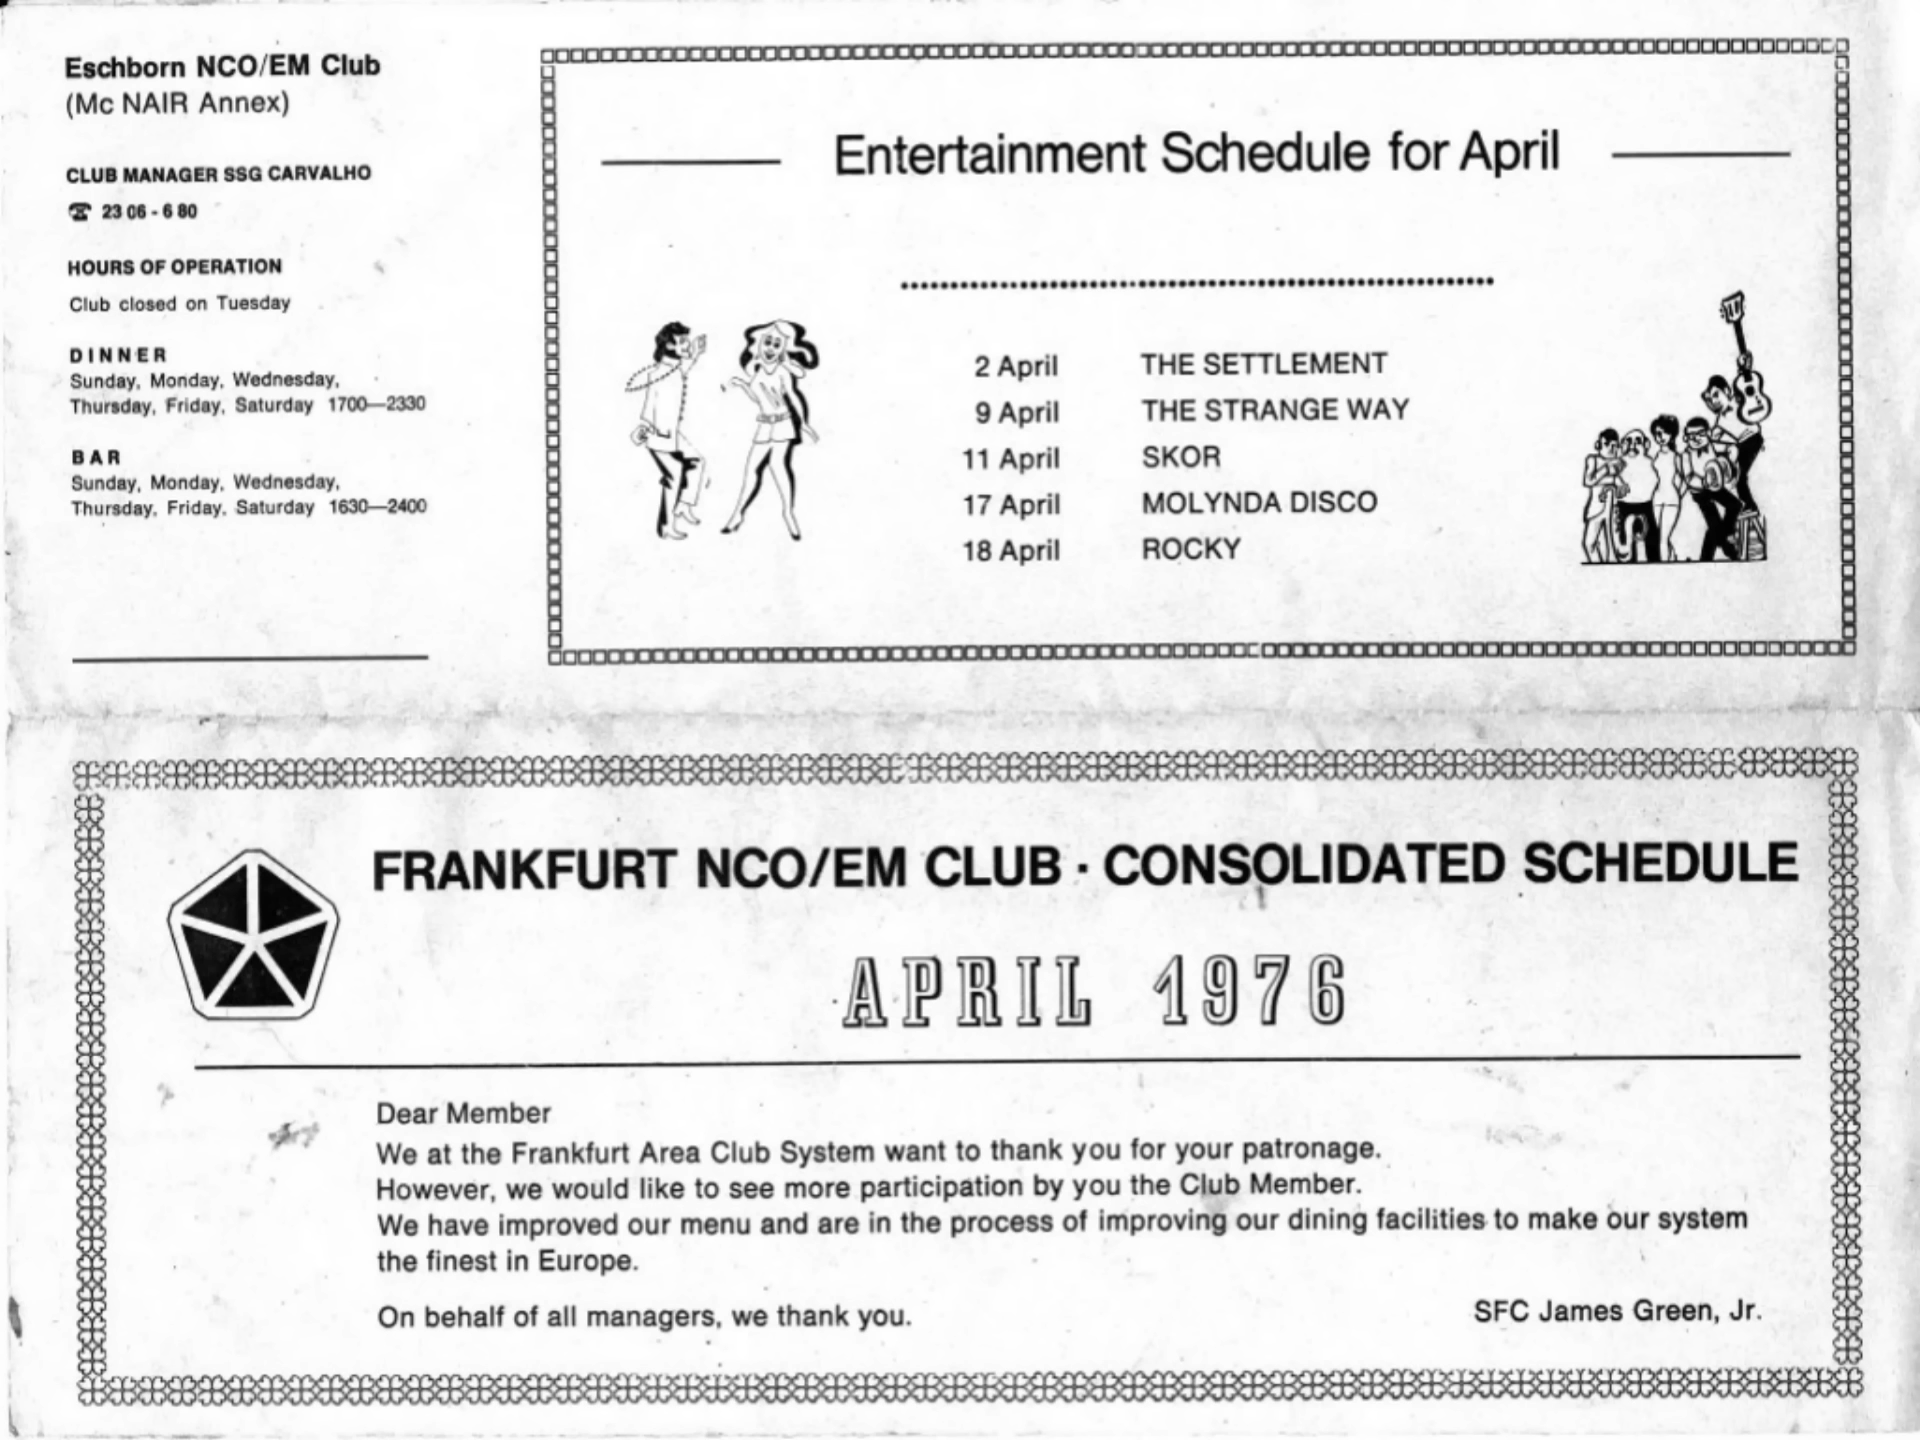 Eschborn NCO/EM Club
(Mc NAIR Annex)
CLUB MANAGER SSG CARVALHO
☎ 23 06 - 6 80
HOURS OF OPERATION
Club closed on Tuesday
DINNER
Sunday, Monday, Wednesday,
Thursday, Friday, Saturday 1700—2330
BAR
Sunday, Monday, Wednesday,
Thursday, Friday, Saturday 1630—2400
Entertainment Schedule for April
2 April THE SETTLEMENT
9 April THE STRANGE WAY
11 April SKOR
17 April MOLYNDA DISCO
18 April ROCKY
FRANKFURT NCO/EM CLUB · CONSOLIDATED SCHEDULE
APRIL 1976
Dear Member
We at the Frankfurt Area Club System want to thank you for your patronage.
However, we would like to see more participation by you the Club Member.
We have improved our menu and are in the process of improving our dining facilities to make our system
the finest in Europe.
On behalf of all managers, we thank you.
SFC James Green, Jr.